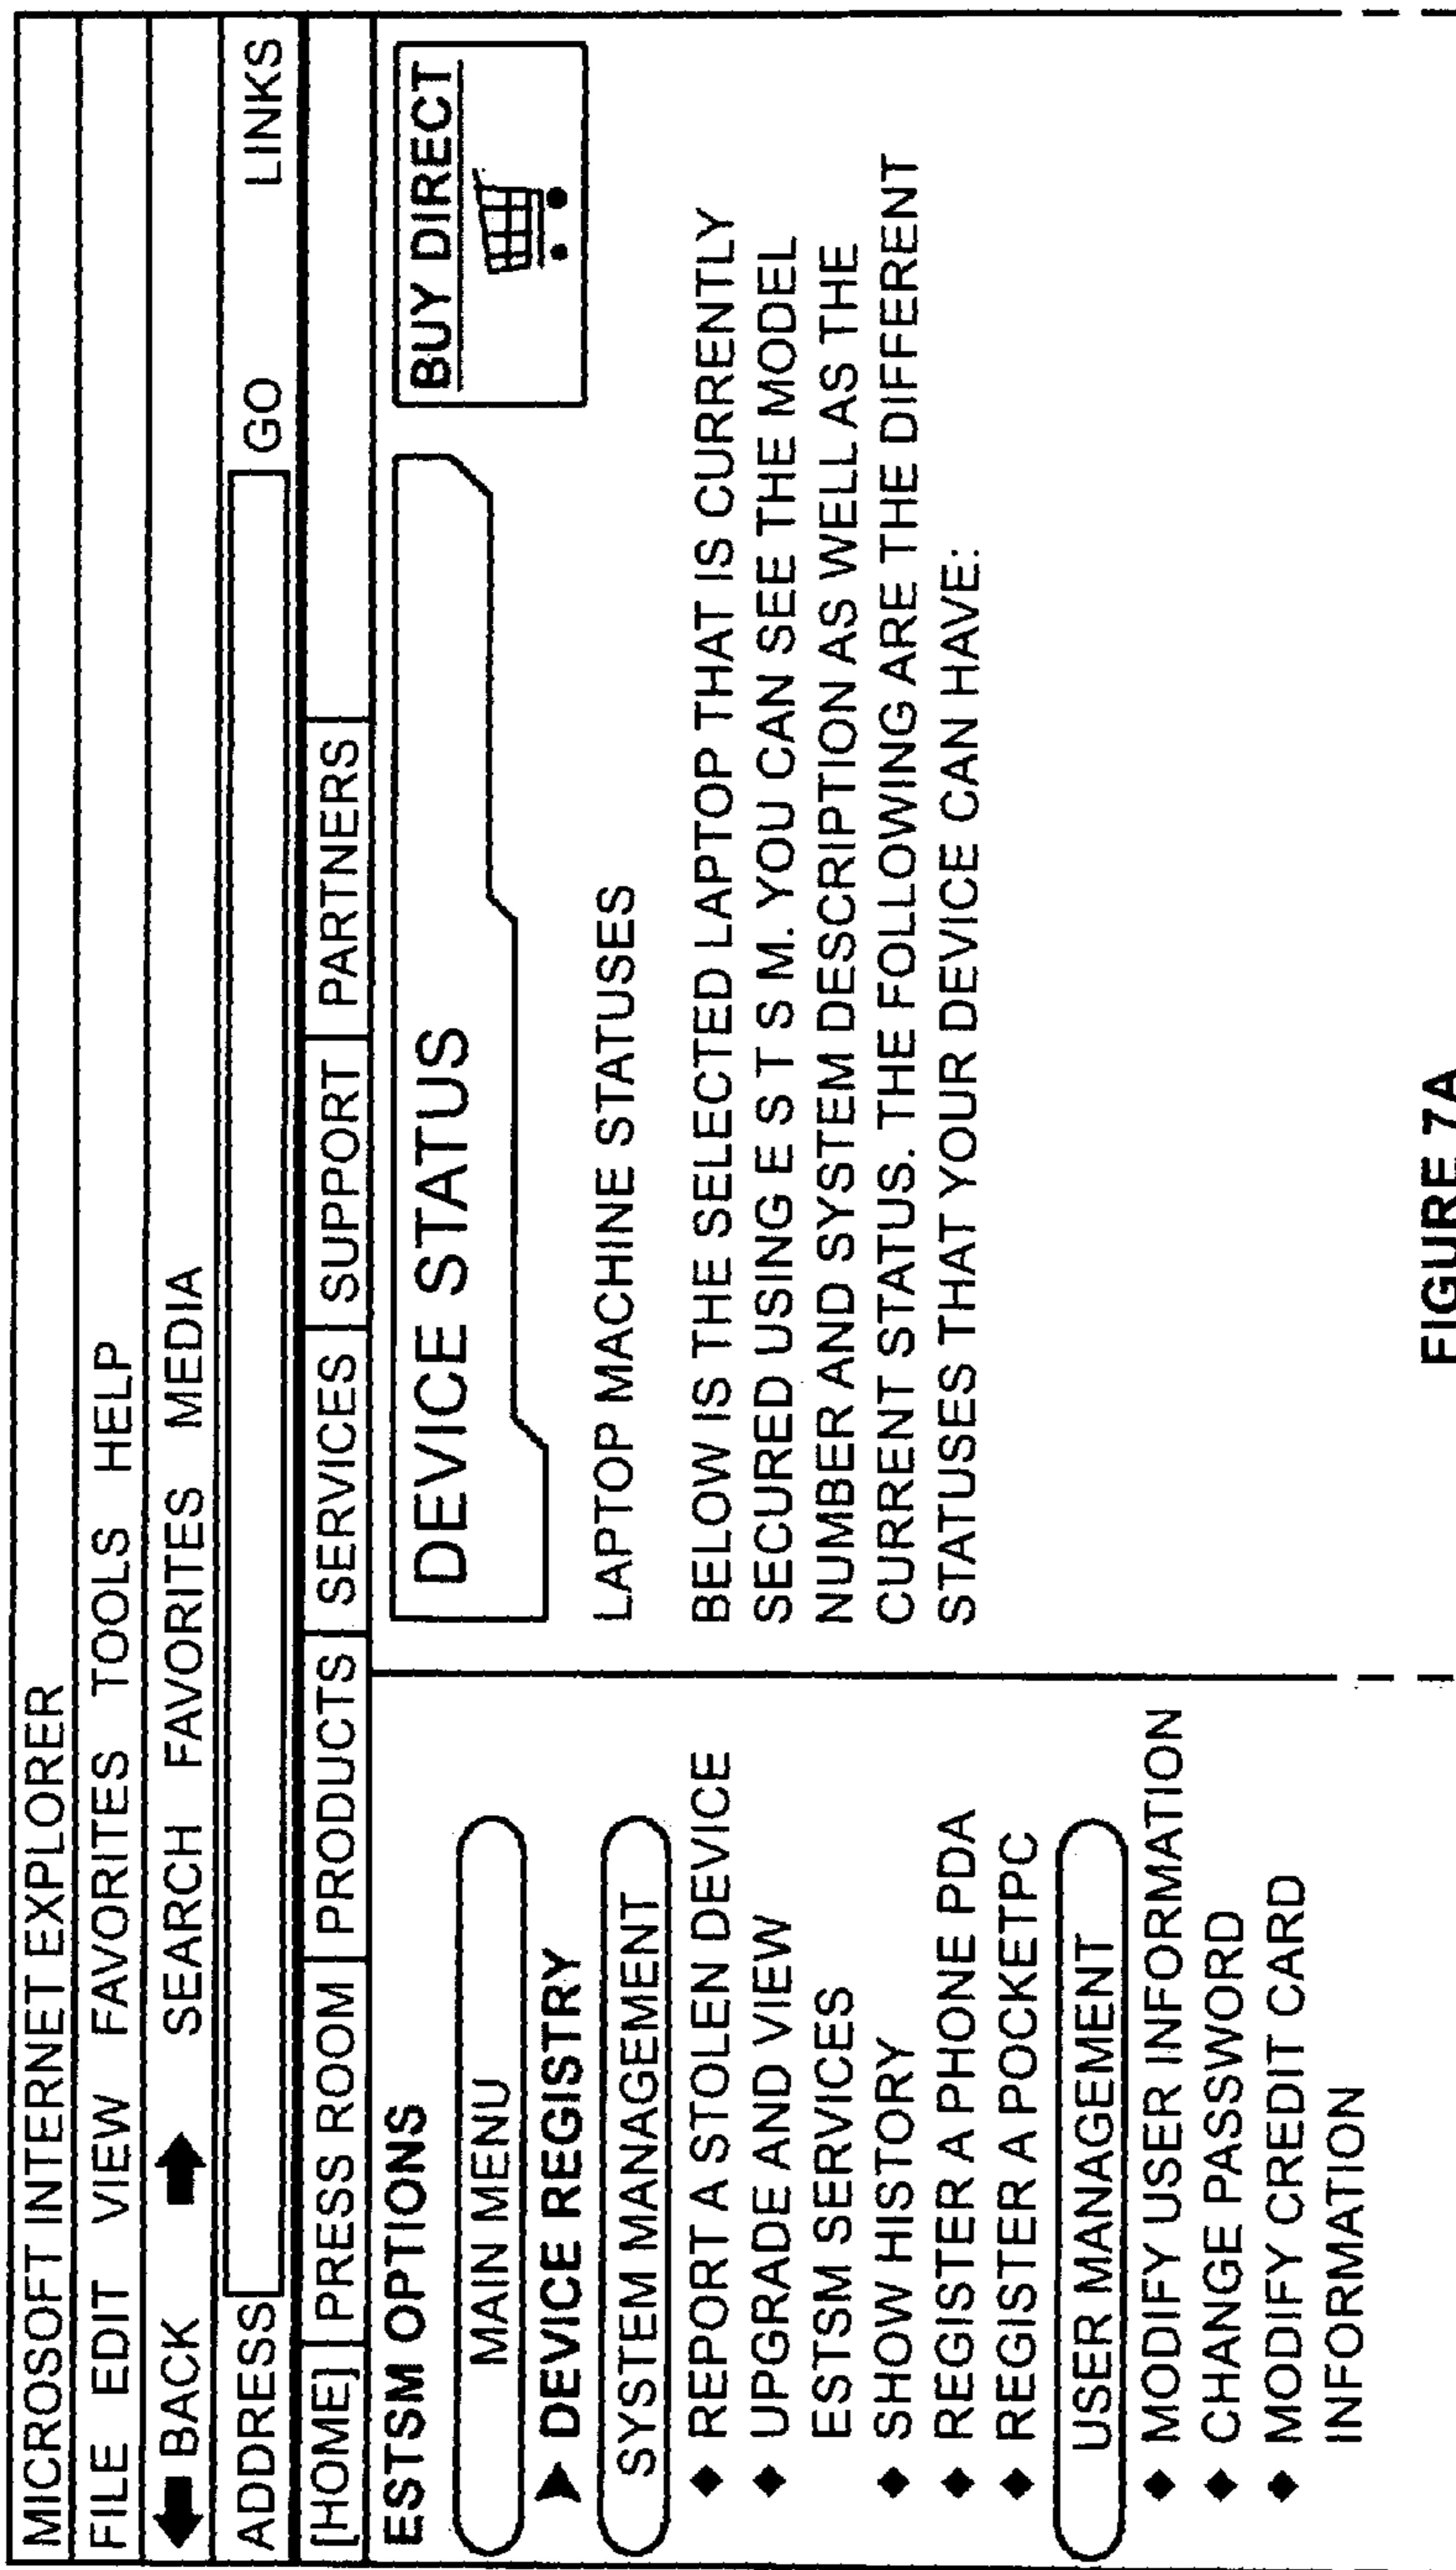 MICROSOFT INTERNET EXPLORER
FILE EDIT VIEW FAVORITES TOOLS HELP
BACK SEARCH FAVORITES MEDIA
ADDRESS GO LINKS
[HOME] PRESS ROOM PRODUCTS SERVICES SUPPORT PARTNERS
ESTSM OPTIONS
MAIN MENU
DEVICE REGISTRY
SYSTEM MANAGEMENT
REPORT A STOLEN DEVICE
UPGRADE AND VIEW
ESTSM SERVICES
SHOW HISTORY
REGISTER A PHONE PDA
REGISTER A POCKETPC
USER MANAGEMENT
MODIFY USER INFORMATION
CHANGE PASSWORD
MODIFY CREDIT CARD
INFORMATION
DEVICE STATUS
BUY DIRECT
LAPTOP MACHINE STATUSES
BELOW IS THE SELECTED LAPTOP THAT IS CURRENTLY
SECURED USING E S T S M. YOU CAN SEE THE MODEL
NUMBER AND SYSTEM DESCRIPTION AS WELL AS THE
CURRENT STATUS. THE FOLLOWING ARE THE DIFFERENT
STATUSES THAT YOUR DEVICE CAN HAVE:
FIGURE 7A